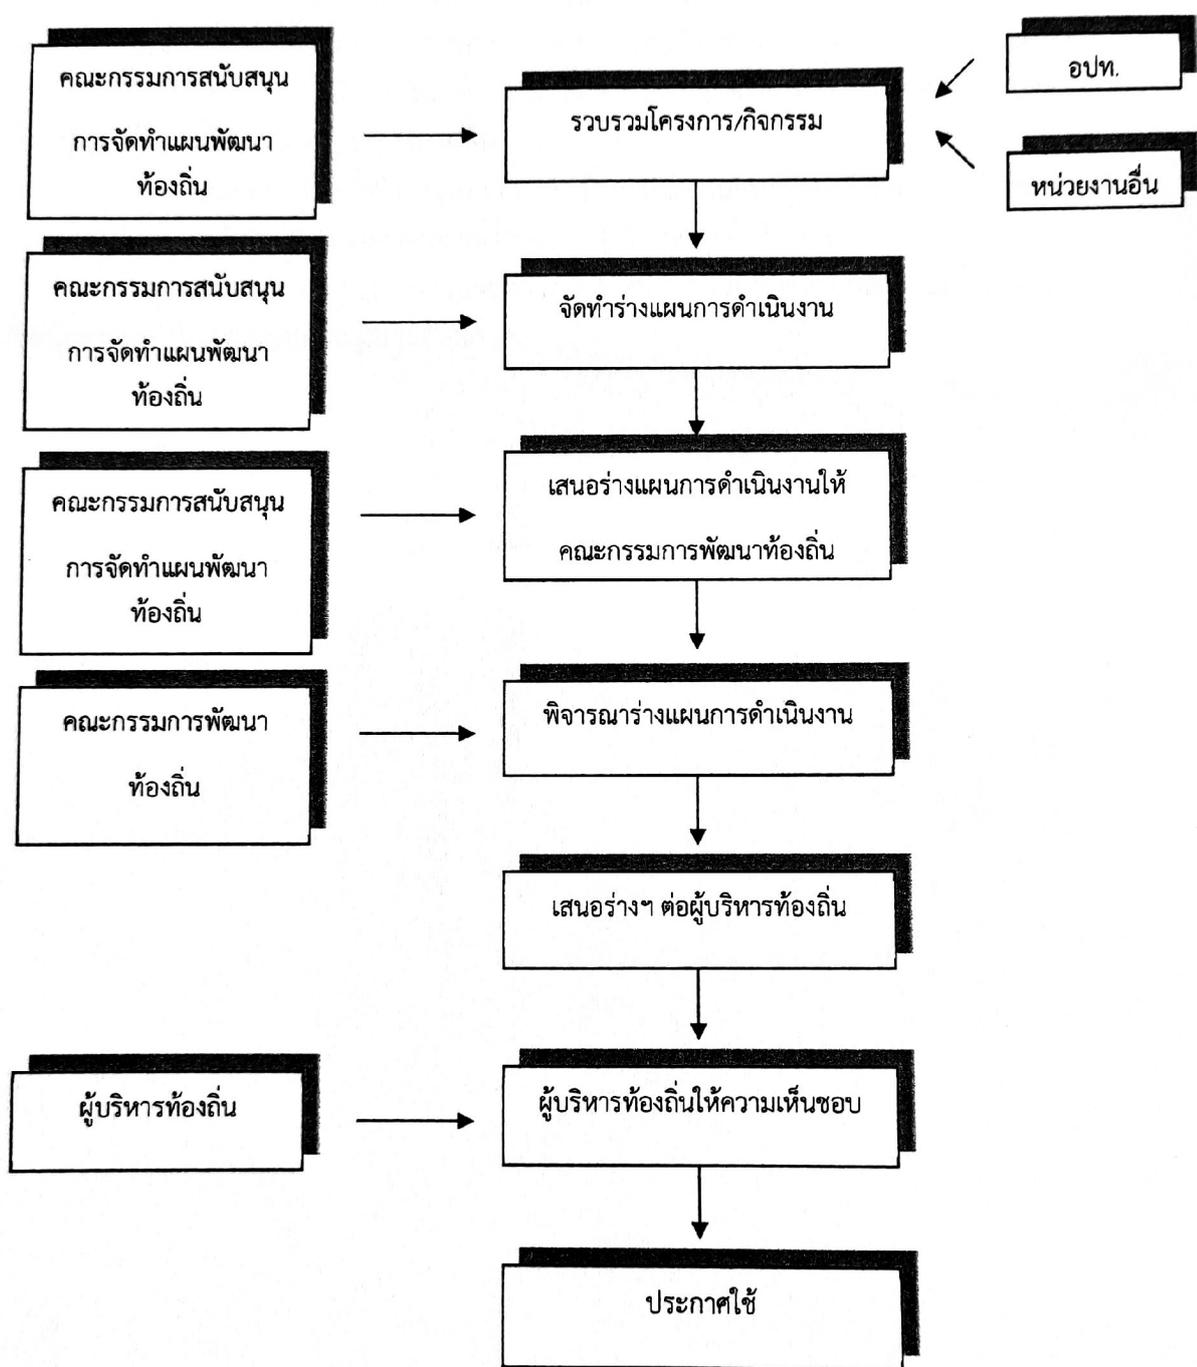 คณะกรรมการสนับสนุน
การจัดทำแผนพัฒนา
ท้องถิ่น
รวบรวมโครงการ/กิจกรรม
อปท.
หน่วยงานอื่น
คณะกรรมการสนับสนุน
การจัดทำแผนพัฒนา
ท้องถิ่น
จัดทำร่างแผนการดำเนินงาน
คณะกรรมการสนับสนุน
การจัดทำแผนพัฒนา
ท้องถิ่น
เสนอร่างแผนการดำเนินงานให้
คณะกรรมการพัฒนาท้องถิ่น
คณะกรรมการพัฒนา
ท้องถิ่น
พิจารณาร่างแผนการดำเนินงาน
เสนอร่างฯ ต่อผู้บริหารท้องถิ่น
ผู้บริหารท้องถิ่น
ผู้บริหารท้องถิ่นให้ความเห็นชอบ
ประกาศใช้